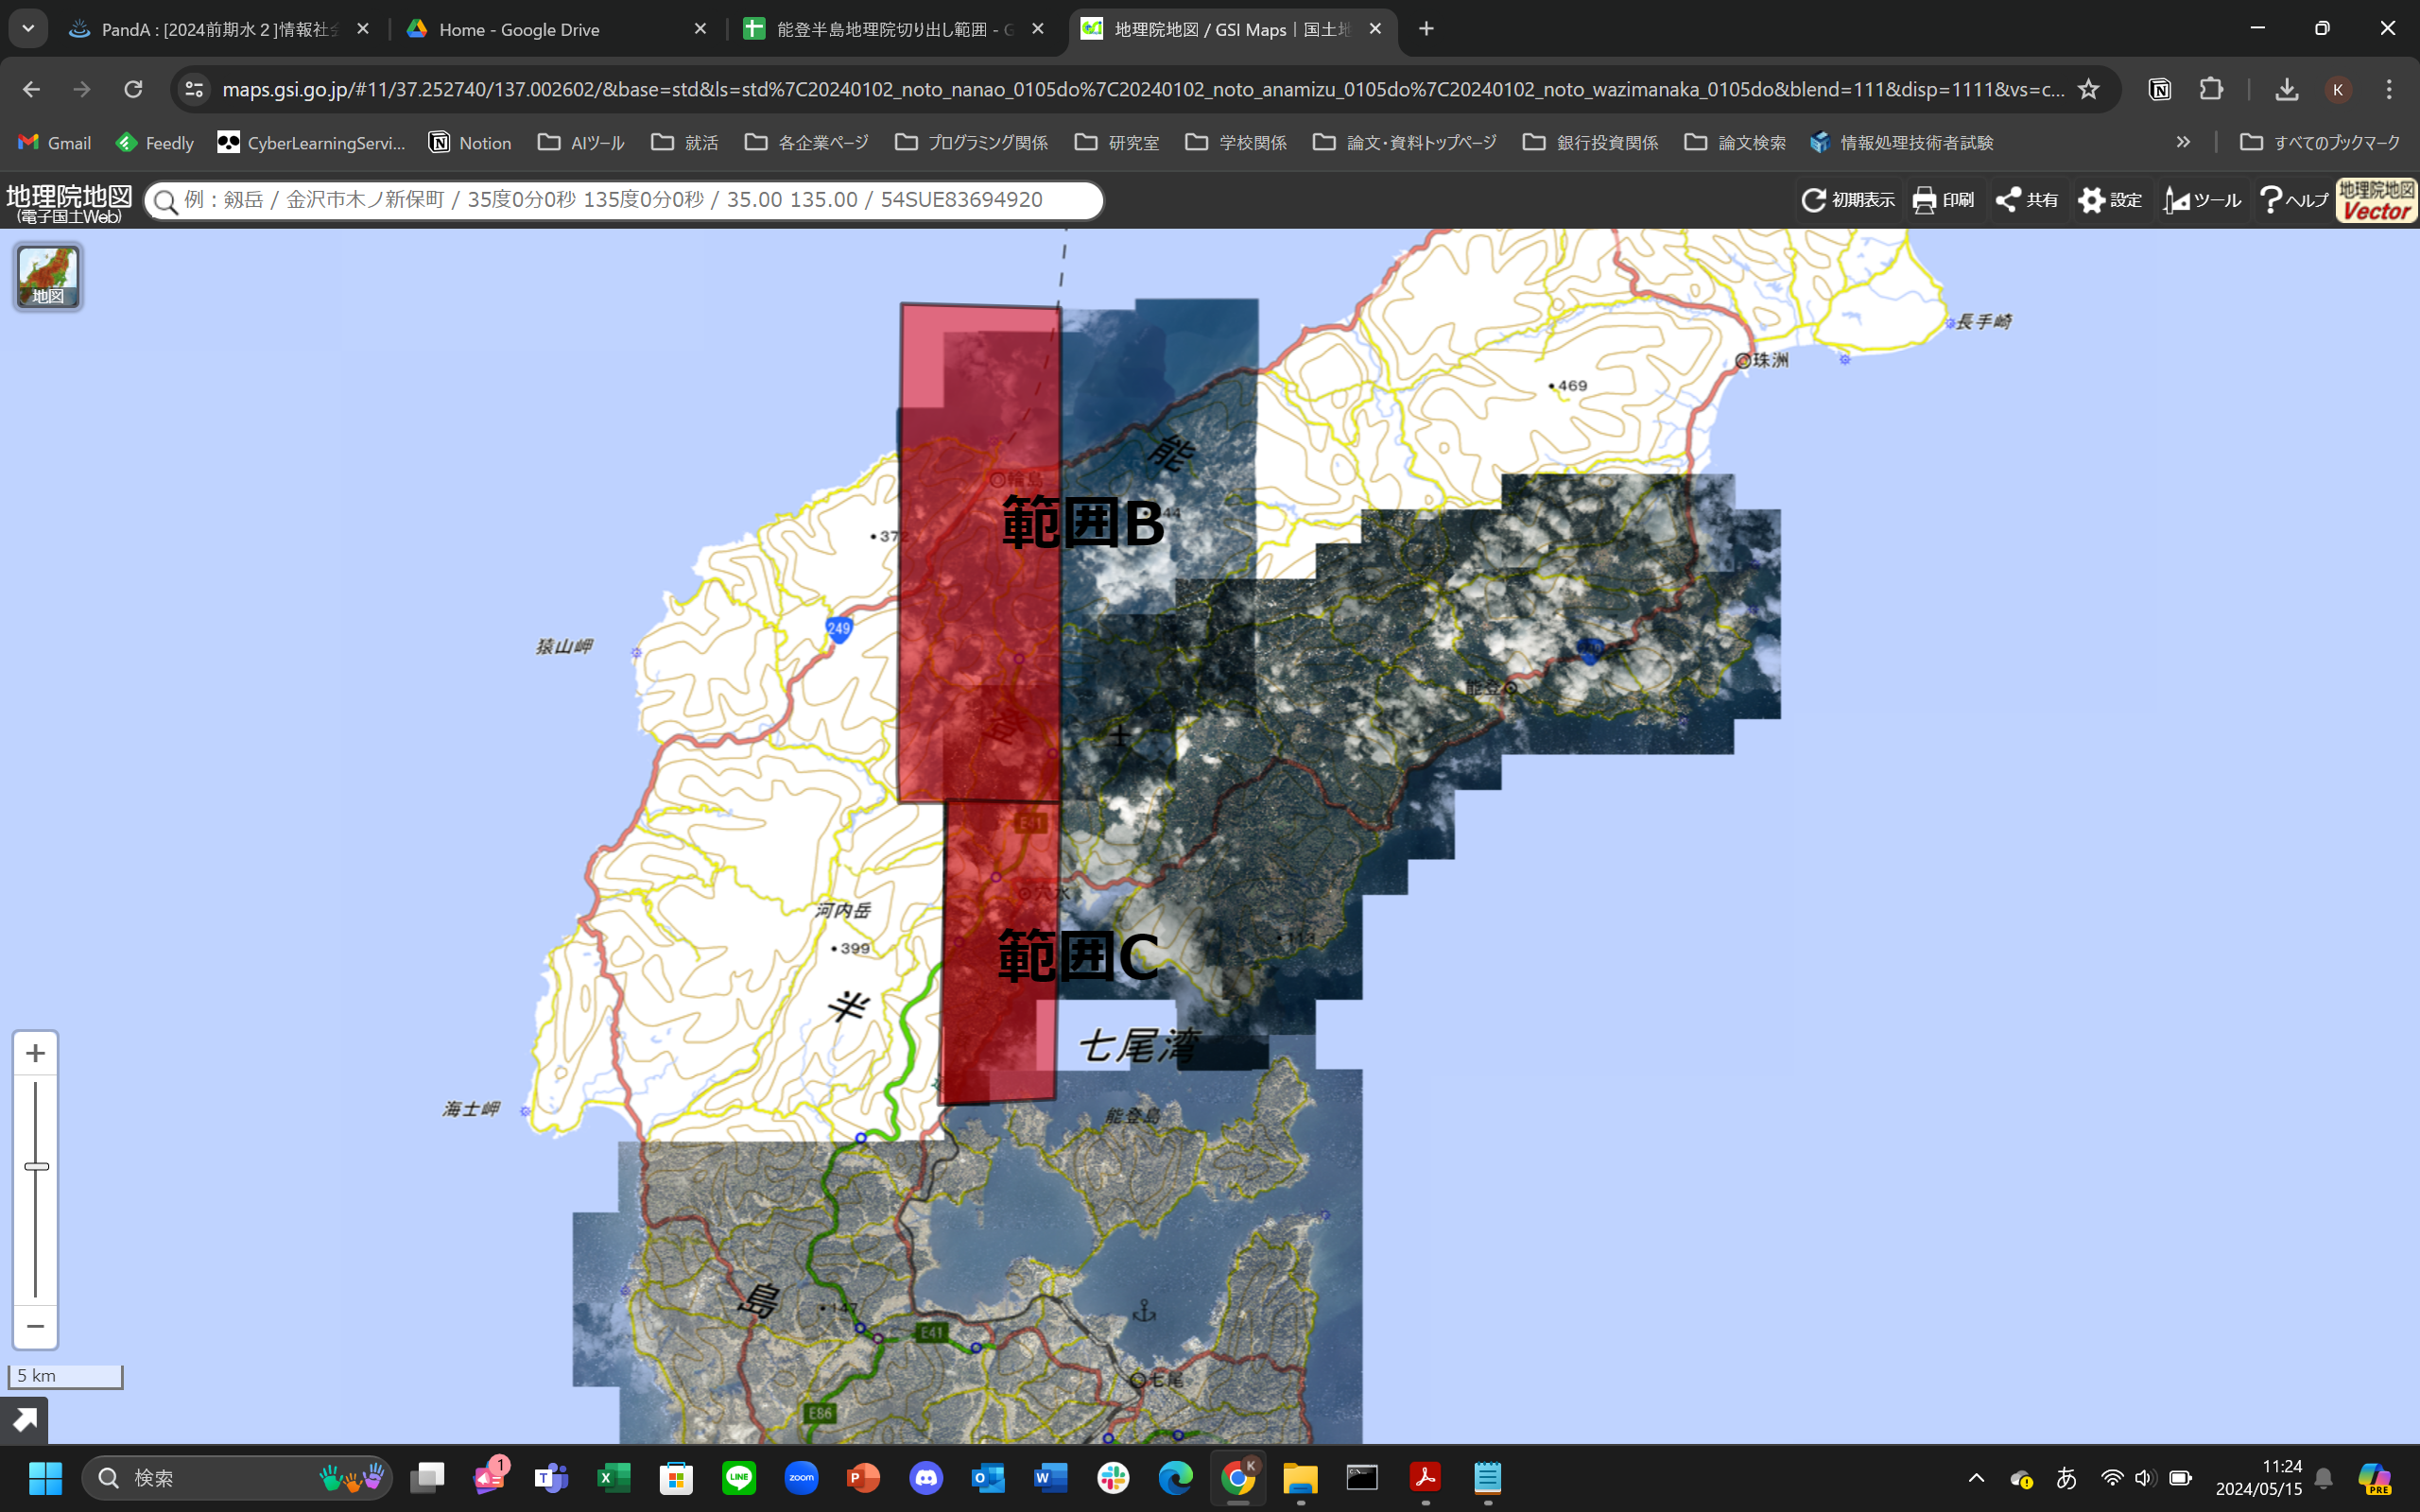 PandA : [2024前期水２]情報社会
Home - Google Drive
能登半島地理院切り出し範囲 - G
地理院地図 / GSI Maps｜国土地
maps.gsi.go.jp/#11/37.252740/137.002602/&base=std&ls=std%7C20240102_noto_nanao_0105do%7C20240102_noto_anamizu_0105do%7C20240102_noto_wazimanaka_0105do&blend=111&disp=1111&vs=c...
K
Gmail
Feedly
CyberLearningServi...
Notion
AIツール
就活
各企業ページ
プログラミング関係
研究室
学校関係
論文・資料トップページ
銀行投資関係
論文検索
情報処理技術者試験
すべてのブックマーク
地理院地図
(電子国土Web)
例：剱岳 / 金沢市木ノ新保町 / 35度0分0秒 135度0分0秒 / 35.00 135.00 / 54SUE83694920
初期表示
印刷
共有
設定
ツール
ヘルプ
地理院地図
Vector
地図
長手崎
珠洲
469
能
輪島
範囲B
372
249
猿山岬
能登
登
E41
穴水
河内岳
399
113
範囲C
半
七尾湾
海士岬
能登島
島
147
E41
七尾
E86
5 km
検索
1
あ
11:24
2024/05/15
PRE